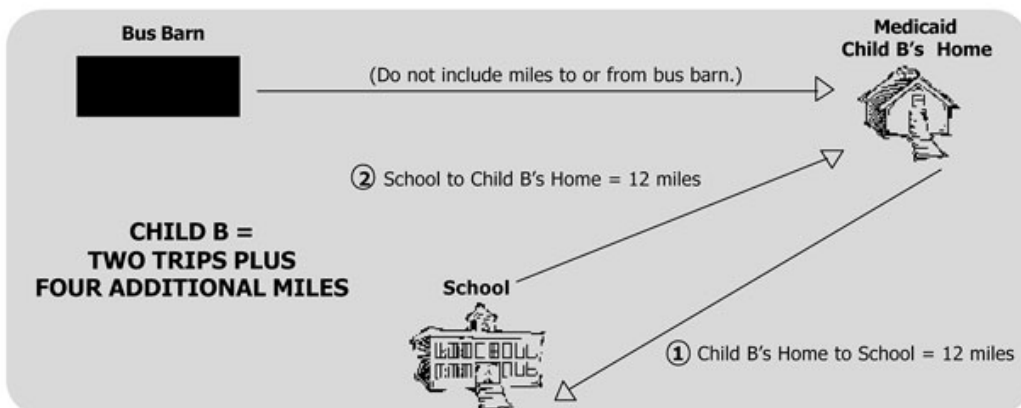 Bus Barn
Medicaid
Child B's Home
(Do not include miles to or from bus barn.)
② School to Child B's Home = 12 miles
CHILD B =
TWO TRIPS PLUS
FOUR ADDITIONAL MILES
School
① Child B's Home to School = 12 miles